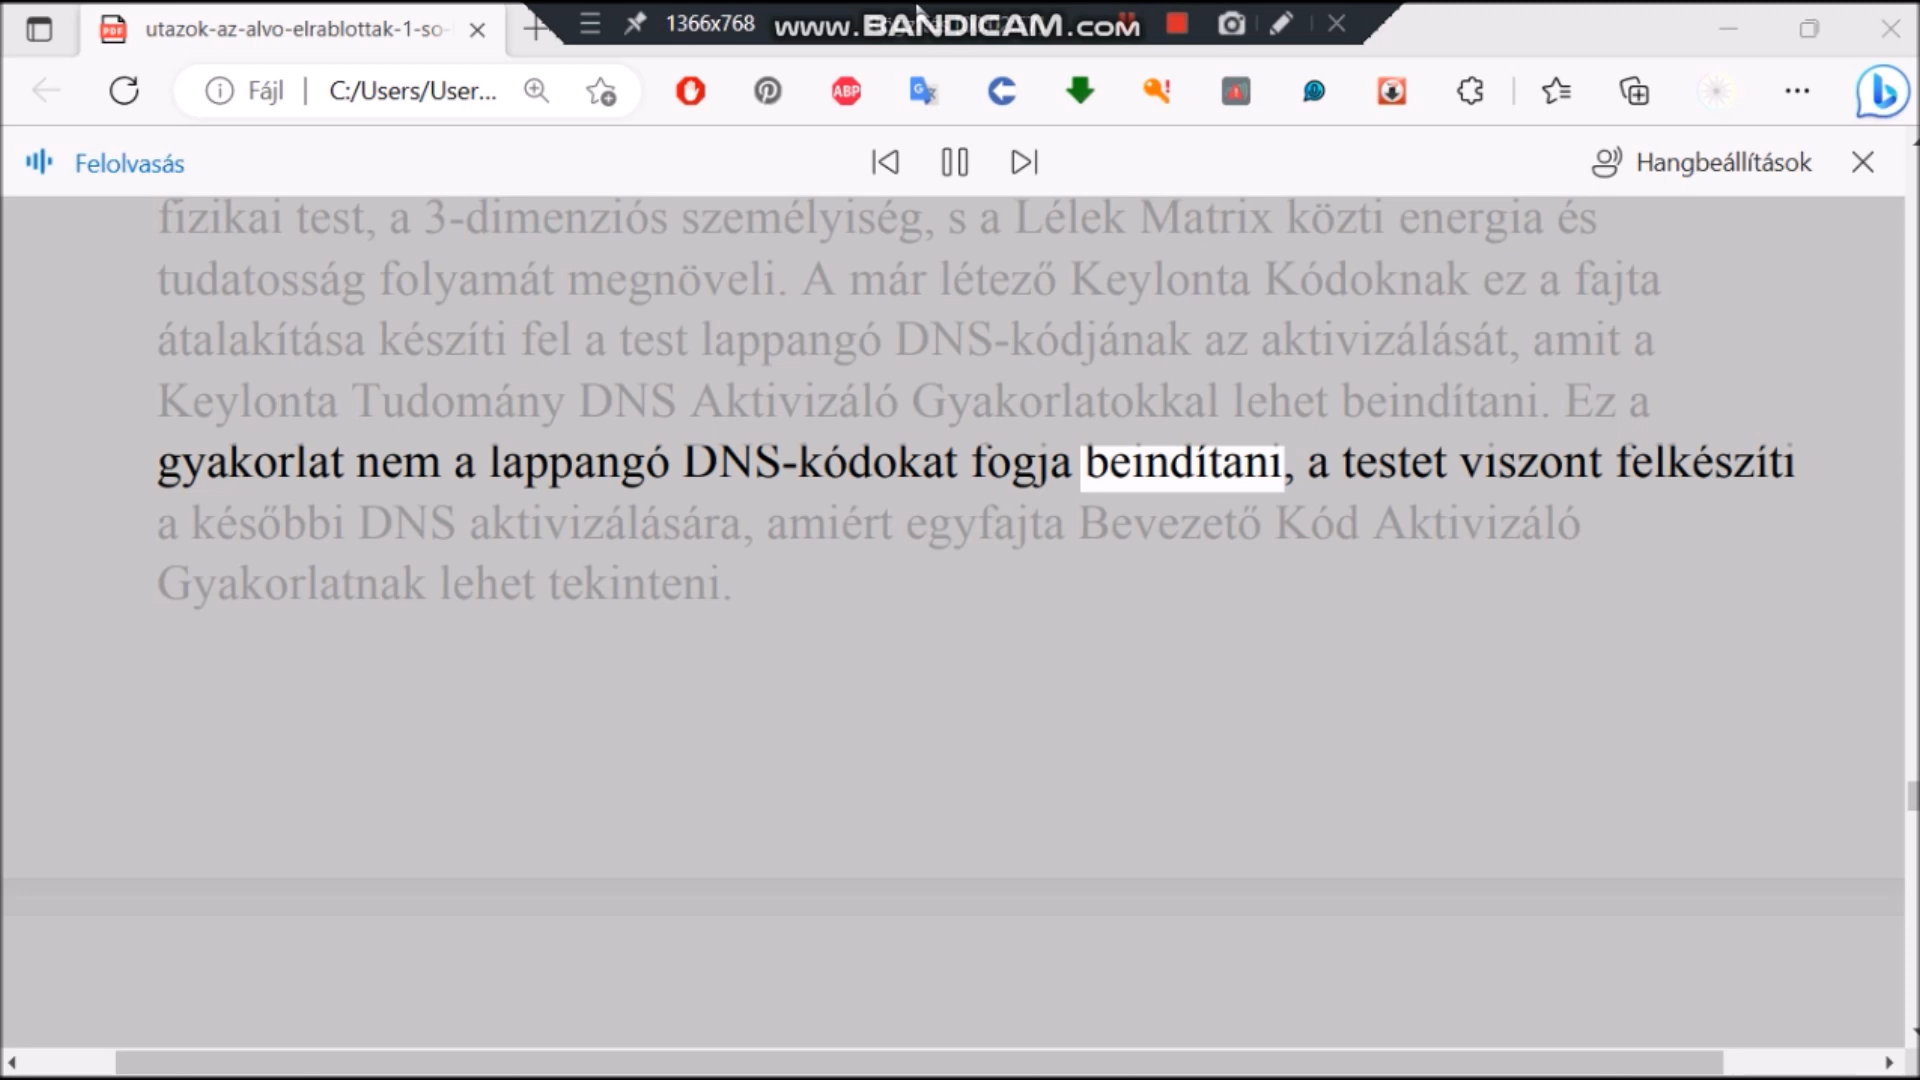 utazok-az-alvo-elrablottak-1-so-
1366x768
www.BANDICAM.com
Fájl
C:/Users/User...
ABP
Felolvasás
Hangbeállítások
fizikai test, a 3-dimenziós személyiség, s a Lélek Matrix közti energia és
tudatosság folyamát megnöveli. A már létező Keylonta Kódoknak ez a fajta
átalakítása készíti fel a test lappangó DNS-kódjának az aktivizálását, amit a
Keylonta Tudomány DNS Aktivizáló Gyakorlatokkal lehet beindítani. Ez a
gyakorlat nem a lappangó DNS-kódokat fogja beindítani, a testet viszont felkészíti
a későbbi DNS aktivizálására, amiért egyfajta Bevezető Kód Aktivizáló
Gyakorlatnak lehet tekinteni.